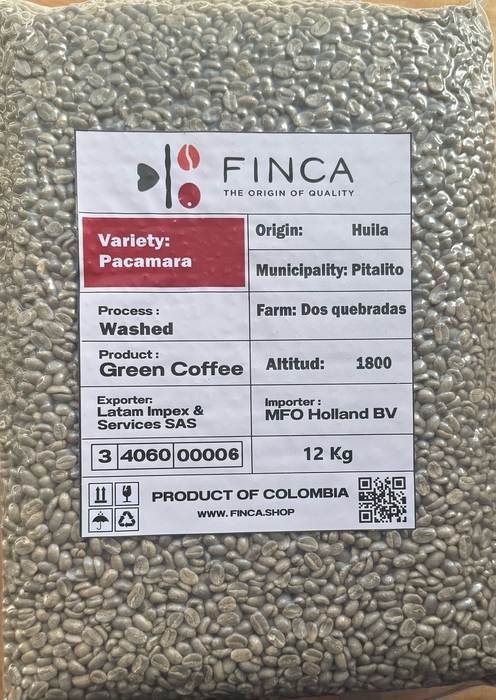 FINCA
THE ORIGIN OF QUALITY
Variety:
Pacamara
Origin: Huila
Municipality: Pitalito
Process :
Washed
Farm: Dos quebradas
Product :
Green Coffee
Altitud: 1800
Exporter:
Latam Impex &
Services SAS
Importer :
MFO Holland BV
3 4060 00006
12 Kg
PRODUCT OF COLOMBIA
WWW. FINCA.SHOP